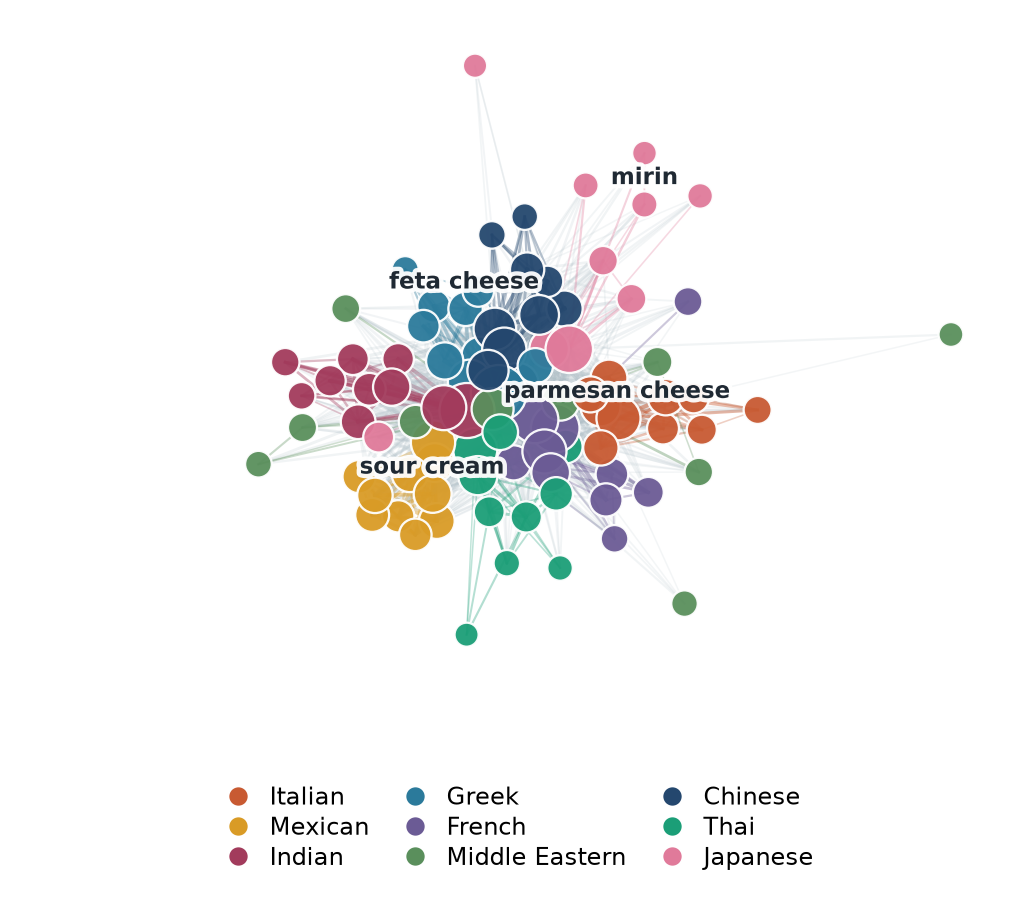 mirin
feta cheese
parmesan cheese
sour cream
Italian
Mexican
Indian
Greek
French
Middle Eastern
Chinese
Thai
Japanese